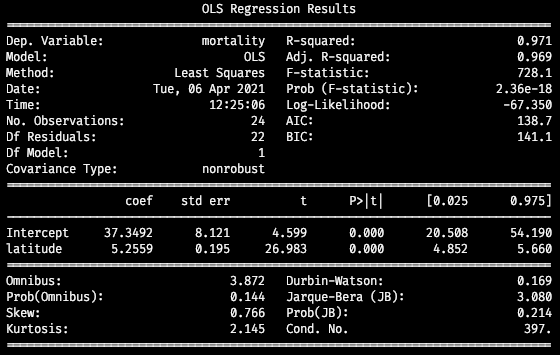 OLS Regression Results
Dep. Variable: mortality R-squared: 0.971
Model: OLS Adj. R-squared: 0.969
Method: Least Squares F-statistic: 728.1
Date: Tue, 06 Apr 2021 Prob (F-statistic): 2.36e-18
Time: 12:25:06 Log-Likelihood: -67.350
No. Observations: 24 AIC: 138.7
Df Residuals: 22 BIC: 141.1
Df Model: 1
Covariance Type: nonrobust
coef std err t P>|t| [0.025 0.975]
Intercept 37.3492 8.121 4.599 0.000 20.508 54.190
latitude 5.2559 0.195 26.983 0.000 4.852 5.660
Omnibus: 3.872 Durbin-Watson: 0.169
Prob(Omnibus): 0.144 Jarque-Bera (JB): 3.080
Skew: 0.766 Prob(JB): 0.214
Kurtosis: 2.145 Cond. No. 397.